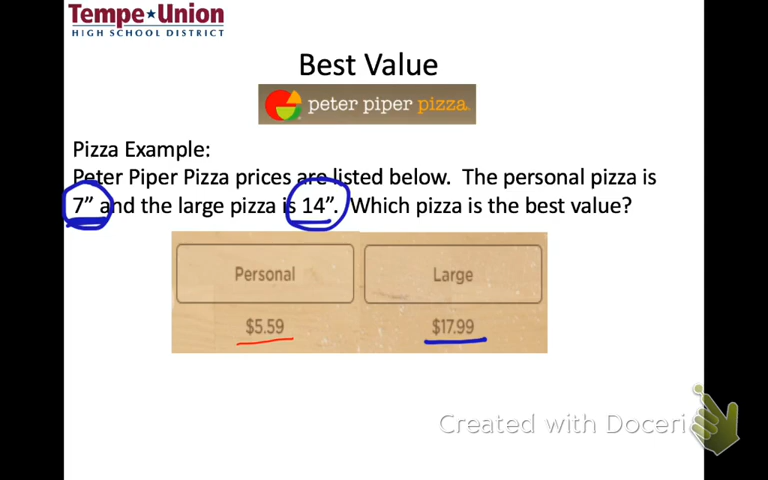 Tempe★Union
HIGH SCHOOL DISTRICT
Best Value
peter piper pizza
Pizza Example:
Peter Piper Pizza prices are listed below. The personal pizza is
7” and the large pizza is 14”. Which pizza is the best value?
Personal Large
$5.59 $17.99
Created with Doceri